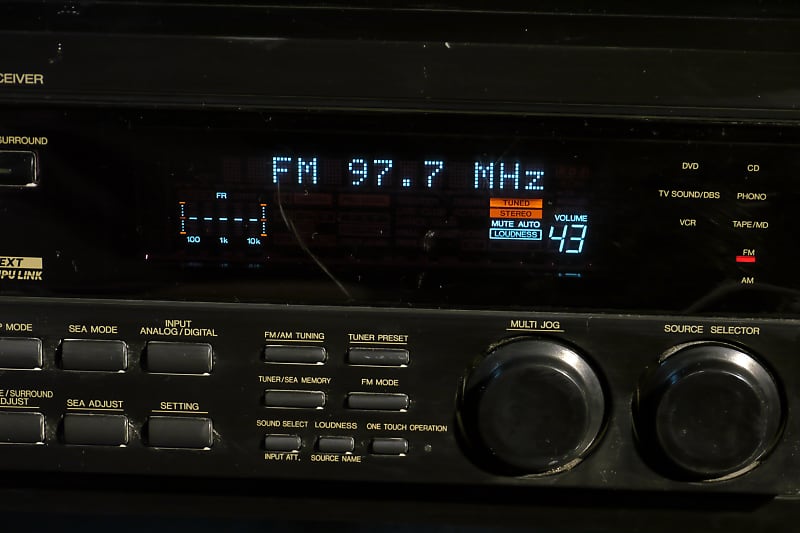 CEIVER
SURROUND
FM 97.7 MHz
FR
100 1k 10k
TUNED
STEREO
MUTE AUTO
LOUDNESS
VOLUME
43
DVD CD
TV SOUND/DBS PHONO
VCR TAPE/MD
FM
AM
EXT
MPU LINK
P MODE
SEA MODE
INPUT
ANALOG/DIGITAL
FM/AM TUNING
TUNER PRESET
MULTI JOG
SOURCE SELECTOR
E/SURROUND
DJUST
SEA ADJUST
SETTING
TUNER/SEA MEMORY
FM MODE
SOUND SELECT
LOUDNESS
ONE TOUCH OPERATION
INPUT ATT.
SOURCE NAME